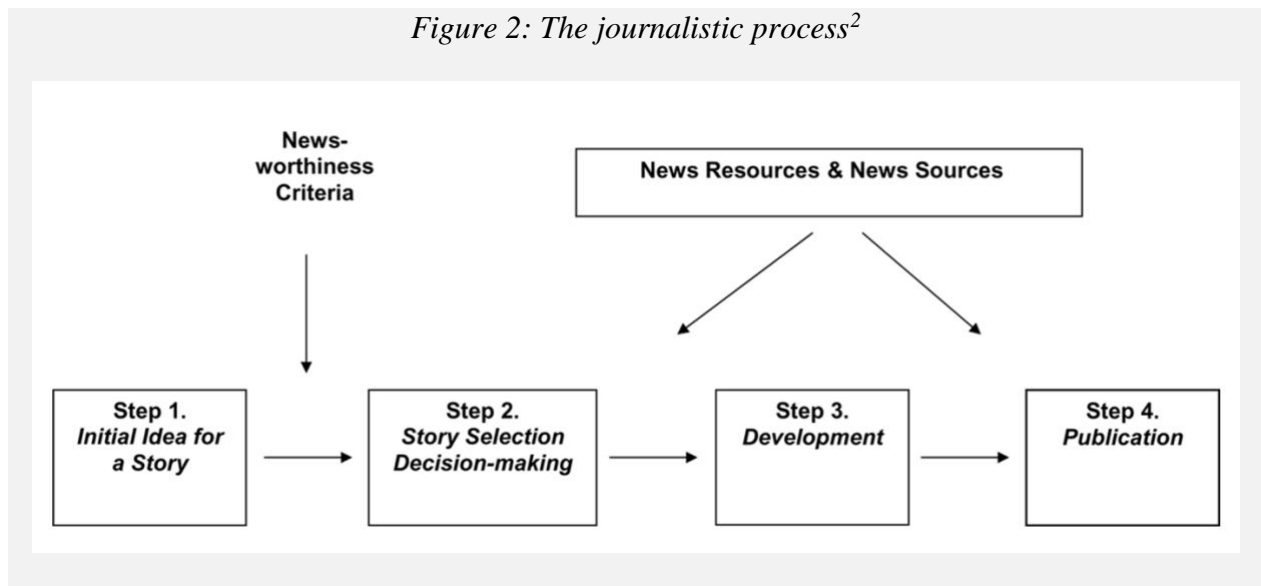 Figure 2: The journalistic process2
News-
worthiness
Criteria
News Resources & News Sources
Step 1.
Initial Idea for
a Story
Step 2.
Story Selection
Decision-making
Step 3.
Development
Step 4.
Publication